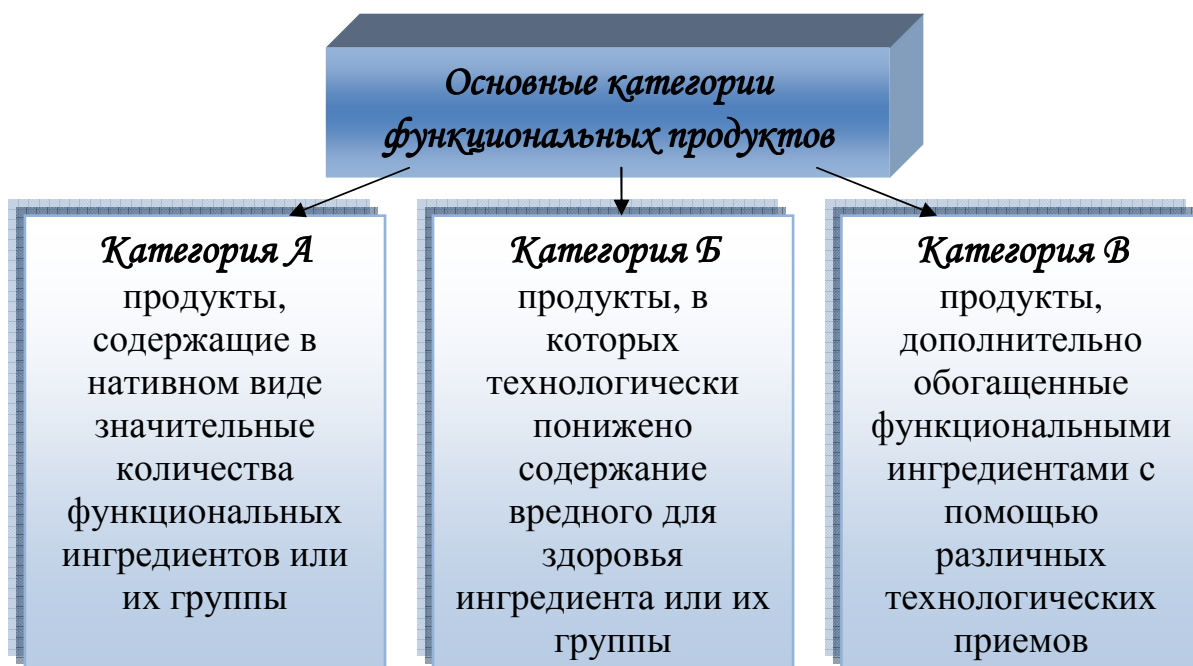 Основные категории
функциональных продуктов
Категория А
продукты,
содержащие в
нативном виде
значительные
количества
функциональных
ингредиентов или
их группы
Категория Б
продукты, в
которых
технологически
понижено
содержание
вредного для
здоровья
ингредиента или их
группы
Категория В
продукты,
дополнительно
обогащенные
функциональными
ингредиентами с
помощью
различных
технологических
приемов